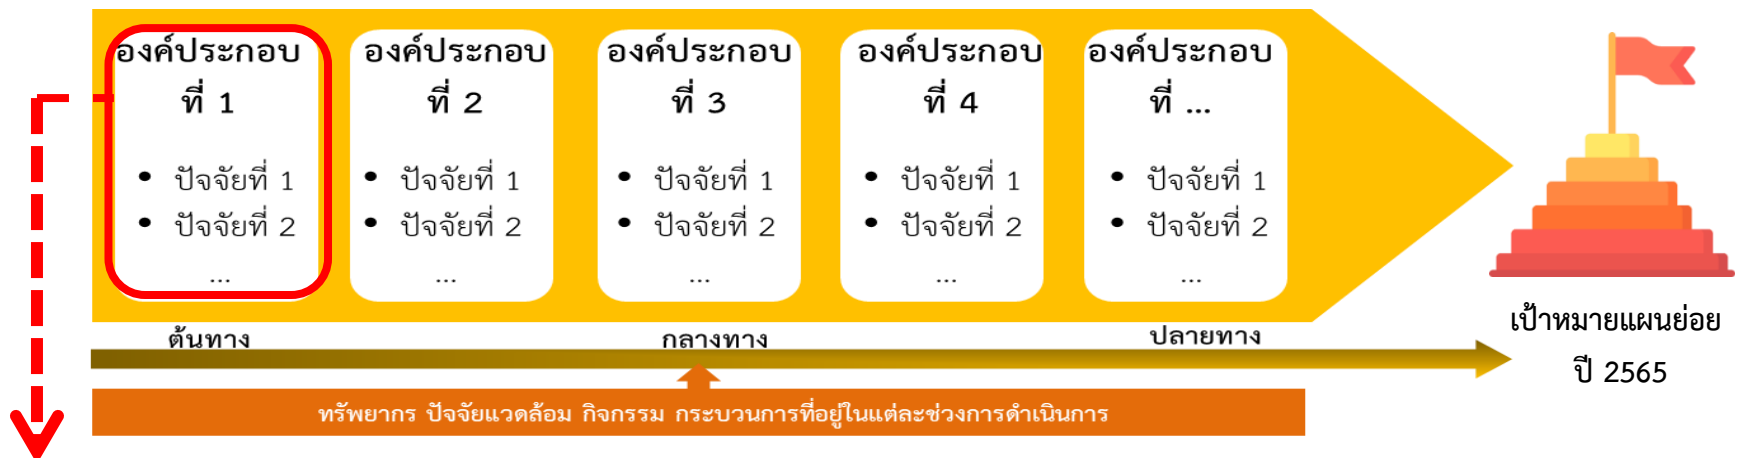 องค์ประกอบ
ที่ 1
• ปัจจัยที่ 1
• ปัจจัยที่ 2
...
องค์ประกอบ
ที่ 2
• ปัจจัยที่ 1
• ปัจจัยที่ 2
...
องค์ประกอบ
ที่ 3
• ปัจจัยที่ 1
• ปัจจัยที่ 2
...
องค์ประกอบ
ที่ 4
• ปัจจัยที่ 1
• ปัจจัยที่ 2
...
องค์ประกอบ
ที่ ...
• ปัจจัยที่ 1
• ปัจจัยที่ 2
...
ต้นทาง
กลางทาง
ปลายทาง
เป้าหมายแผนย่อย
ปี 2565
ทรัพยากร ปัจจัยแวดล้อม กิจกรรม กระบวนการที่อยู่ในแต่ละช่วงการดำเนินการ